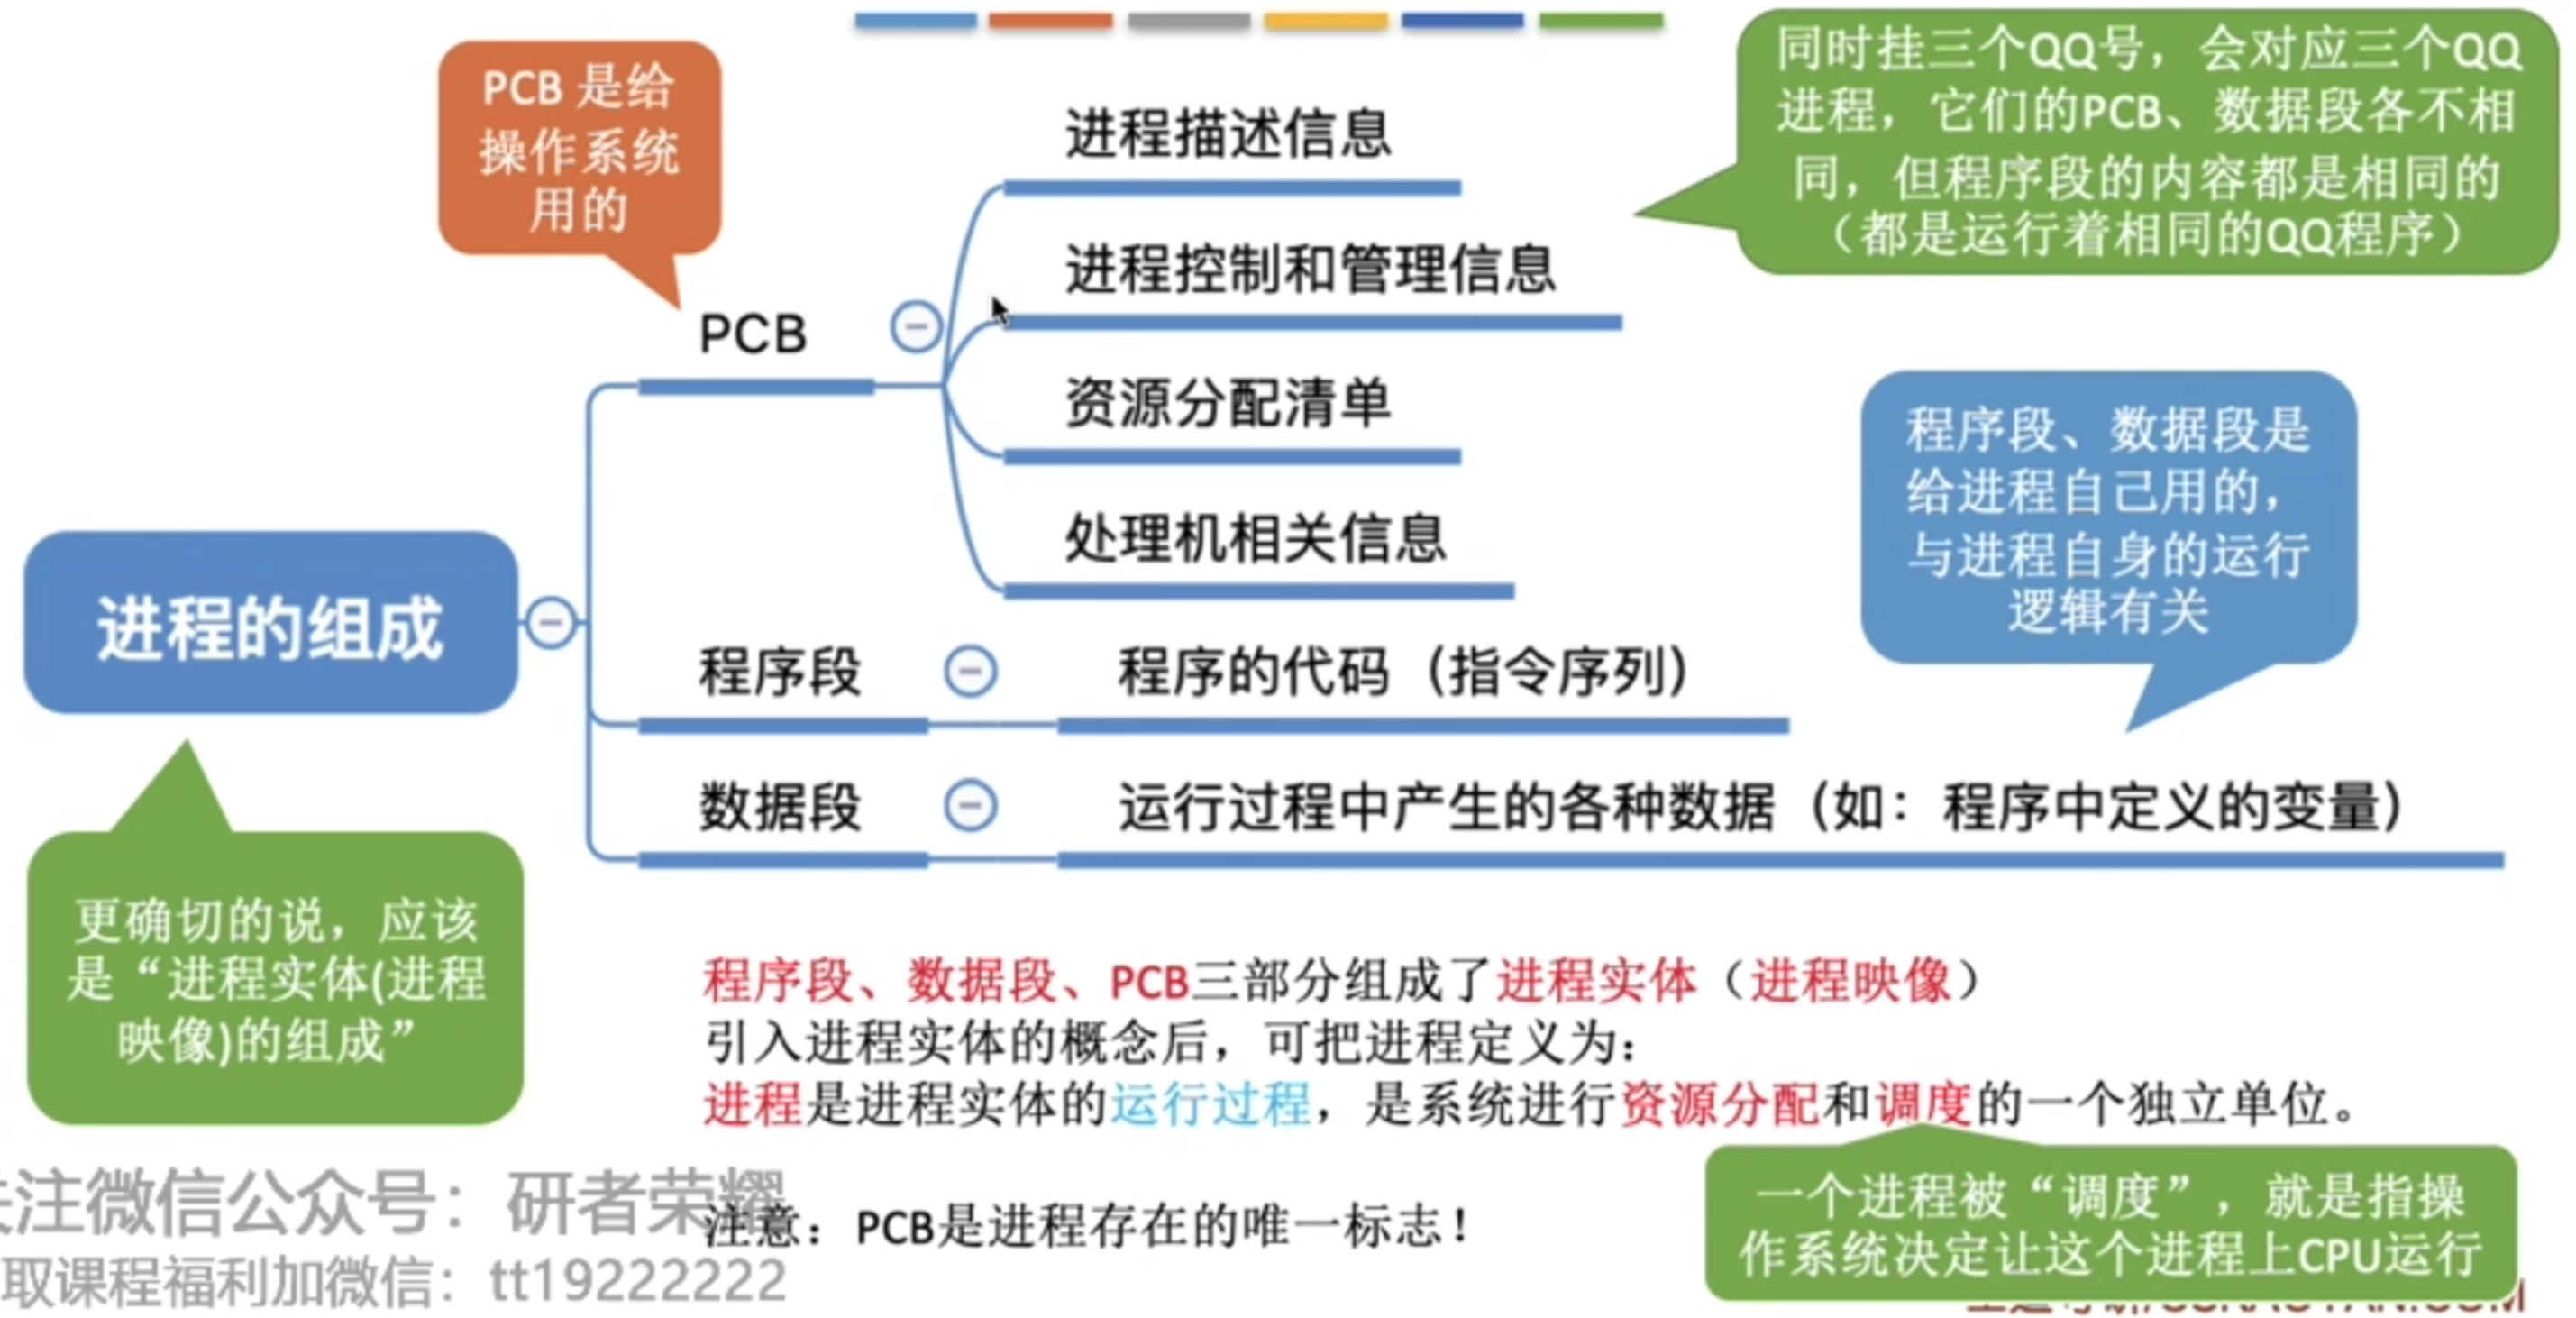 PCB 是给
操作系统
用的
同时挂三个QQ号，会对应三个QQ
进程，它们的PCB、数据段各不相
同，但程序段的内容都是相同的
（都是运行着相同的QQ程序）
进程描述信息
进程控制和管理信息
PCB
资源分配清单
处理机相关信息
程序段、数据段是
给进程自己用的，
与进程自身的运行
逻辑有关
进程的组成
程序段
程序的代码（指令序列）
数据段
运行过程中产生的各种数据（如：程序中定义的变量）
更确切的说，应该
是“进程实体(进程
映像)的组成”
程序段、数据段、PCB三部分组成了进程实体（进程映像）
引入进程实体的概念后，可把进程定义为：
进程是进程实体的运行过程，是系统进行资源分配和调度的一个独立单位。
一个进程被“调度”，就是指操
作系统决定让这个进程上CPU运行
注意：PCB是进程存在的唯一标志！
注微信公众号：研者荣耀
取课程福利加微信：tt19222222